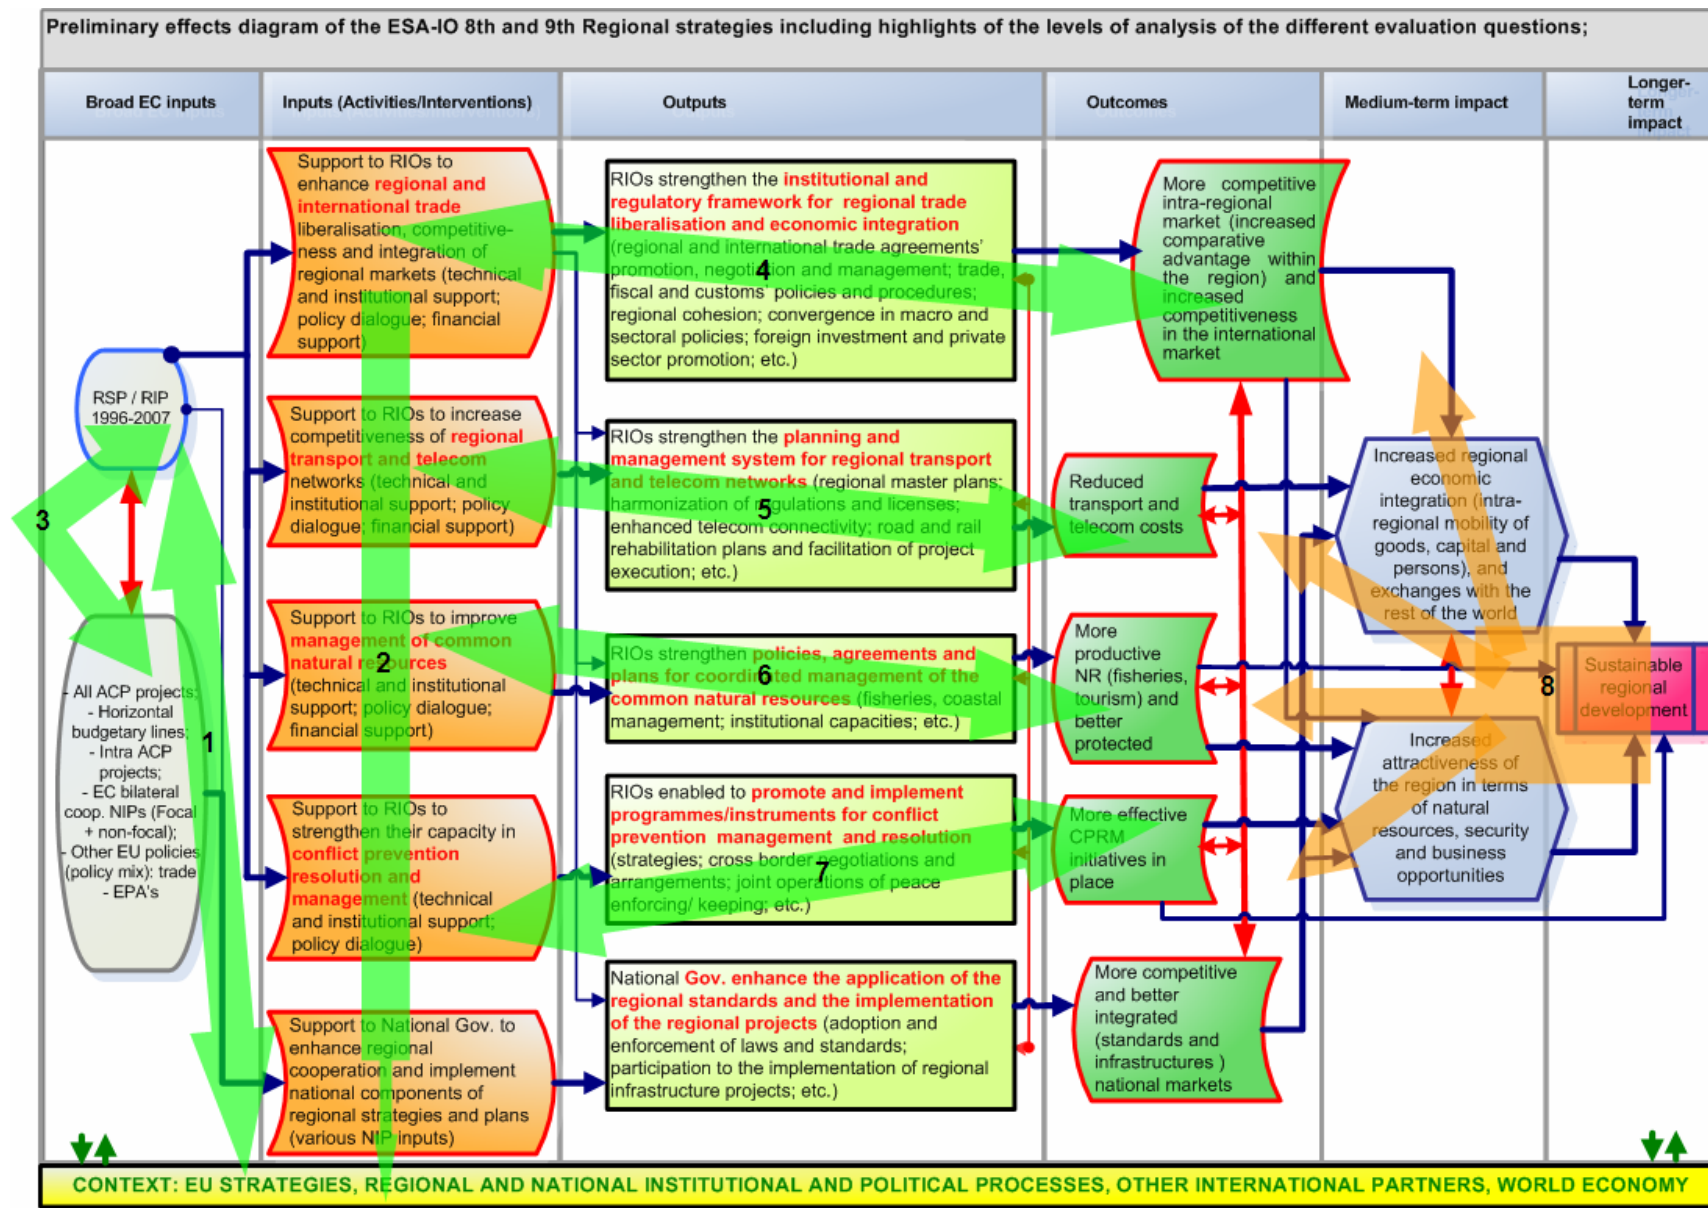 Preliminary effects diagram of the ESA-IO 8th and 9th Regional strategies including highlights of the levels of analysis of the different evaluation questions;
Broad EC inputs
Inputs (Activities/Interventions)
Outputs
Outcomes
Medium-term impact
Longer-
term
impact
RSP / RIP
1996-2007
3
- All ACP projects;
- Horizontal
budgetary lines;
- Intra ACP
projects;
- EC bilateral
coop. NIPs (Focal
+ non-focal);
- Other EU policies
(policy mix): trade
- EPA's
1
Support to RIOs to
enhance regional and
international trade
liberalisation, competitive-
ness and integration of
regional markets (technical
and institutional support;
policy dialogue; financial
support)
Support to RIOs to increase
competitiveness of regional
transport and telecom
networks (technical and
institutional support; policy
dialogue; financial support)
Support to RIOs to improve
management of common
natural resources
(technical and institutional
support; policy dialogue;
financial support)
2
Support to RIOs to
strengthen their capacity in
conflict prevention
resolution and
management (technical
and institutional support;
policy dialogue)
Support to National Gov. to
enhance regional
cooperation and implement
national components of
regional strategies and plans
(various NIP inputs)
RIOs strengthen the institutional and
regulatory framework for regional trade
liberalisation and economic integration
(regional and international trade agreements'
promotion, negotiation and management; trade,
fiscal and customs' policies and procedures;
regional cohesion; convergence in macro and
sectoral policies; foreign investment and private
sector promotion; etc.)
4
RIOs strengthen the planning and
management system for regional transport
and telecom networks (regional master plans;
harmonization of regulations and licenses;
enhanced telecom connectivity; road and rail
rehabilitation plans and facilitation of project
execution; etc.)
5
RIOs strengthen policies, agreements and
plans for coordinated management of the
common natural resources (fisheries, coastal
management; institutional capacities; etc.)
6
RIOs enabled to promote and implement
programmes/instruments for conflict
prevention management and resolution
(strategies; cross border negotiations and
arrangements; joint operations of peace
enforcing/ keeping; etc.)
7
National Gov. enhance the application of the
regional standards and the implementation
of the regional projects (adoption and
enforcement of laws and standards;
participation to the implementation of regional
infrastructure projects; etc.)
More competitive
intra-regional
market (increased
comparative
advantage within
the region) and
increased
competitiveness
in the international
market
Reduced
transport and
telecom costs
More
productive
NR (fisheries,
tourism) and
better
protected
More effective
CPRM
initiatives in
place
More competitive
and better
integrated
(standards and
infrastructures )
national markets
Increased regional
economic
integration (intra-
regional mobility of
goods, capital and
persons), and
exchanges with the
rest of the world
Increased
attractiveness of
the region in terms
of natural
resources, security
and business
opportunities
8
Sustainable
regional
development
CONTEXT: EU STRATEGIES, REGIONAL AND NATIONAL INSTITUTIONAL AND POLITICAL PROCESSES, OTHER INTERNATIONAL PARTNERS, WORLD ECONOMY